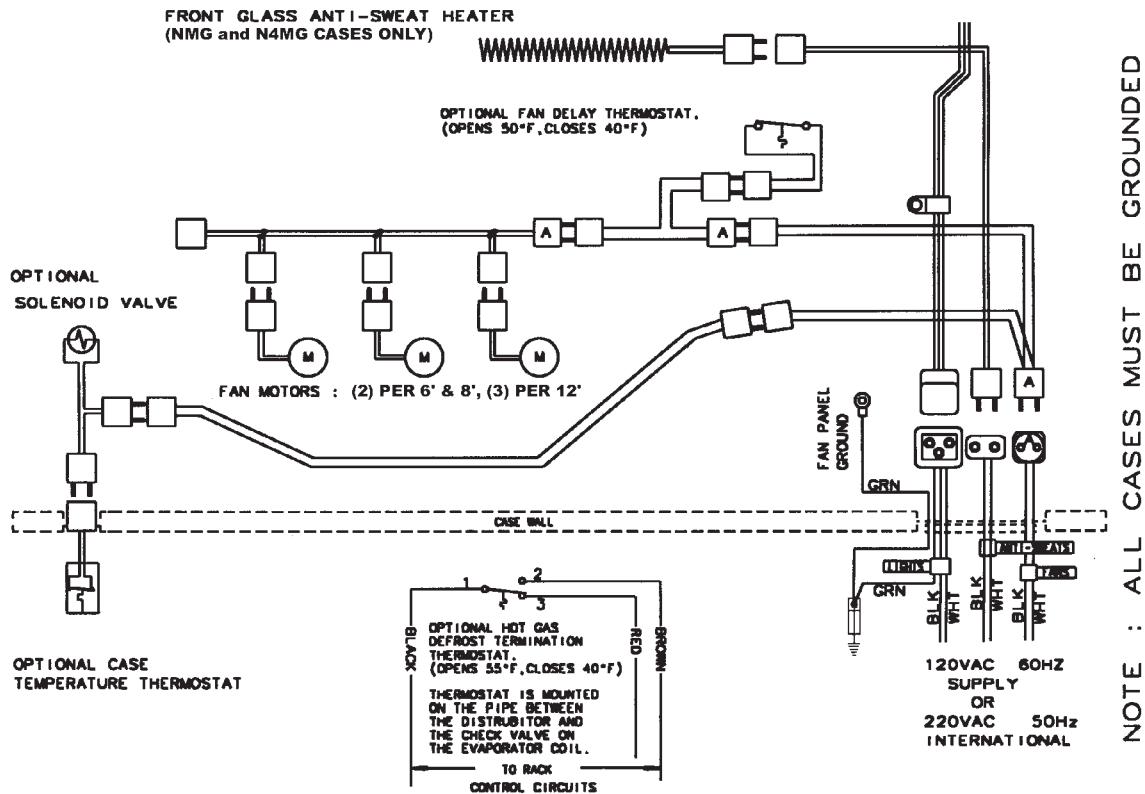 FRONT GLASS ANTI-SWEAT HEATER
(NMG and N4MG CASES ONLY)
OPTIONAL FAN DELAY THERMOSTAT.
(OPENS 50°F,CLOSES 40°F)
A
A
OPTIONAL
SOLENOID VALVE
M
M
M
FAN MOTORS : (2) PER 6' & 8', (3) PER 12'
A
FAN PANEL
GROUND
GRN
CASE WALL
ANTI-SWEATS
LIGHTS
FANS
GRN
BLK
WHT
BLK
WHT
BLK
WHT
1
2
3
BLACK
RED
BROWN
OPTIONAL HOT GAS
DEFROST TERMINATION
THERMOSTAT.
(OPENS 55°F,CLOSES 40°F)
THERMOSTAT IS MOUNTED
ON THE PIPE BETWEEN
THE DISTRUBITOR AND
THE CHECK VALVE ON
THE EVAPORATOR COIL.
TO RACK
CONTROL CIRCUITS
OPTIONAL CASE
TEMPERATURE THERMOSTAT
120VAC 60HZ
SUPPLY
OR
220VAC 50Hz
INTERNATIONAL
NOTE : ALL CASES MUST BE GROUNDED